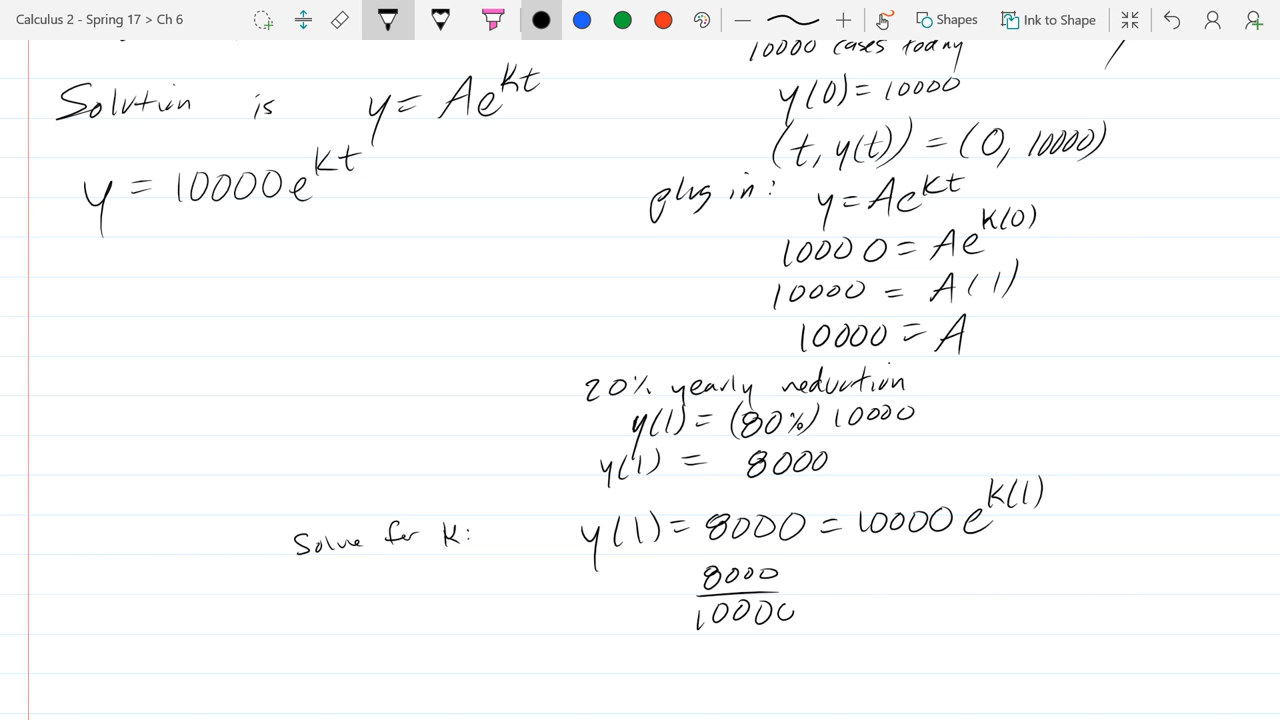 Calculus 2 - Spring 17 > Ch 6
Shapes
Ink to Shape
10000 cases today
Solution is y = Ae^{kt}
y(0) = 10000
(t, y(t)) = (0, 10000)
y = 10000e^{kt}
plug in: y = Ae^{kt}
10000 = Ae^{k(0)}
10000 = A(1)
10000 = A
20% yearly reduction
y(1) = (80%) 10000
y(1) = 8000
Solve for k: y(1) = 8000 = 10000 e^{k(1)}
8000
10000